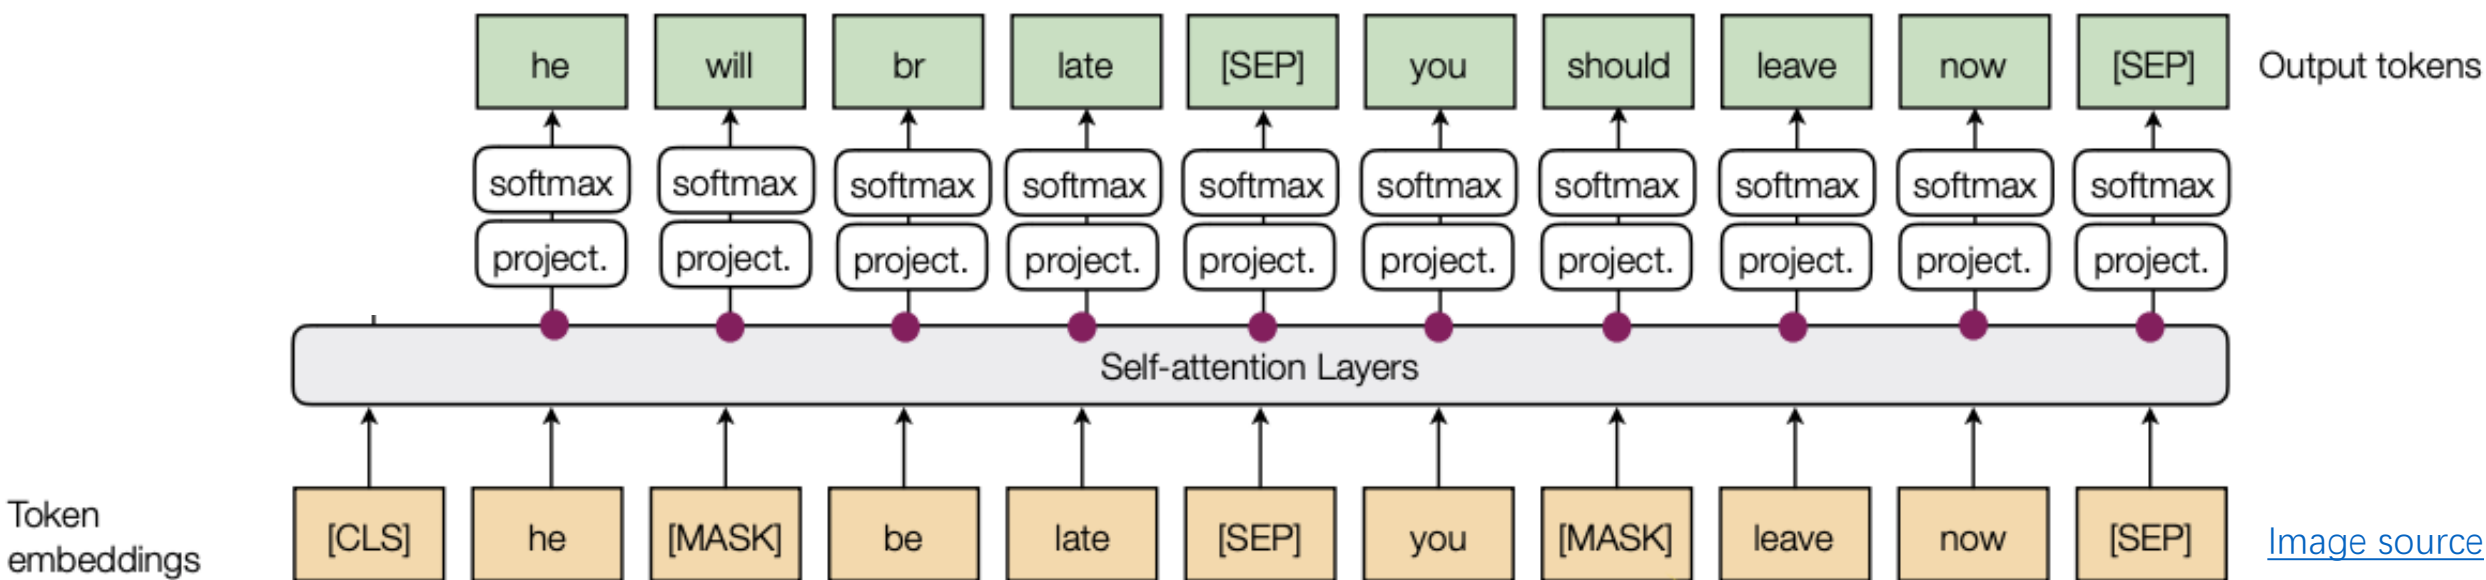 he will br late [SEP] you should leave now [SEP] Output tokens
softmax softmax softmax softmax softmax softmax softmax softmax softmax softmax
project. project. project. project. project. project. project. project. project. project.
Self-attention Layers
Token
embeddings
[CLS] he [MASK] be late [SEP] you [MASK] leave now [SEP]
Image source